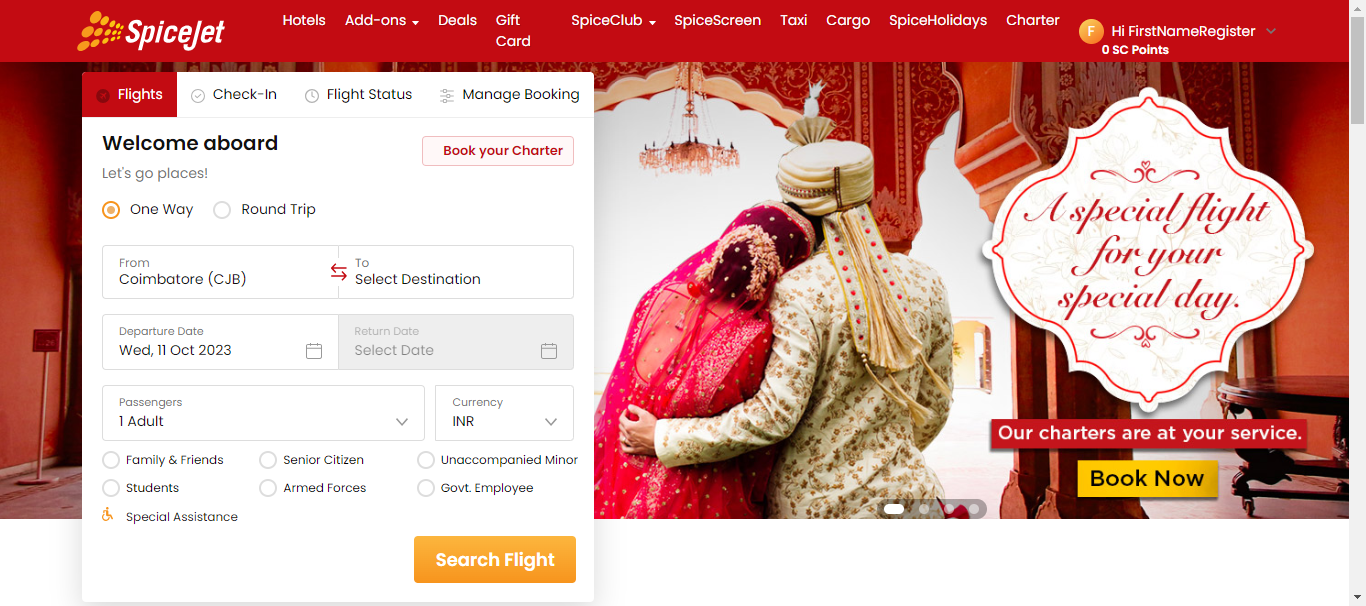 SpiceJet
Hotels
Add-ons
Deals
Gift
Card
SpiceClub
SpiceScreen
Taxi
Cargo
SpiceHolidays
Charter
F
Hi FirstNameRegister
0 SC Points
Flights
Check-In
Flight Status
Manage Booking
Welcome aboard
Book your Charter
Let's go places!
One Way
Round Trip
From
Coimbatore (CJB)
To
Select Destination
Departure Date
Wed, 11 Oct 2023
Return Date
Select Date
Passengers
1 Adult
Currency
INR
Family & Friends
Senior Citizen
Unaccompanied Minor
Students
Armed Forces
Govt. Employee
Special Assistance
Search Flight
A special flight
for your
special day.
Our charters are at your service.
Book Now